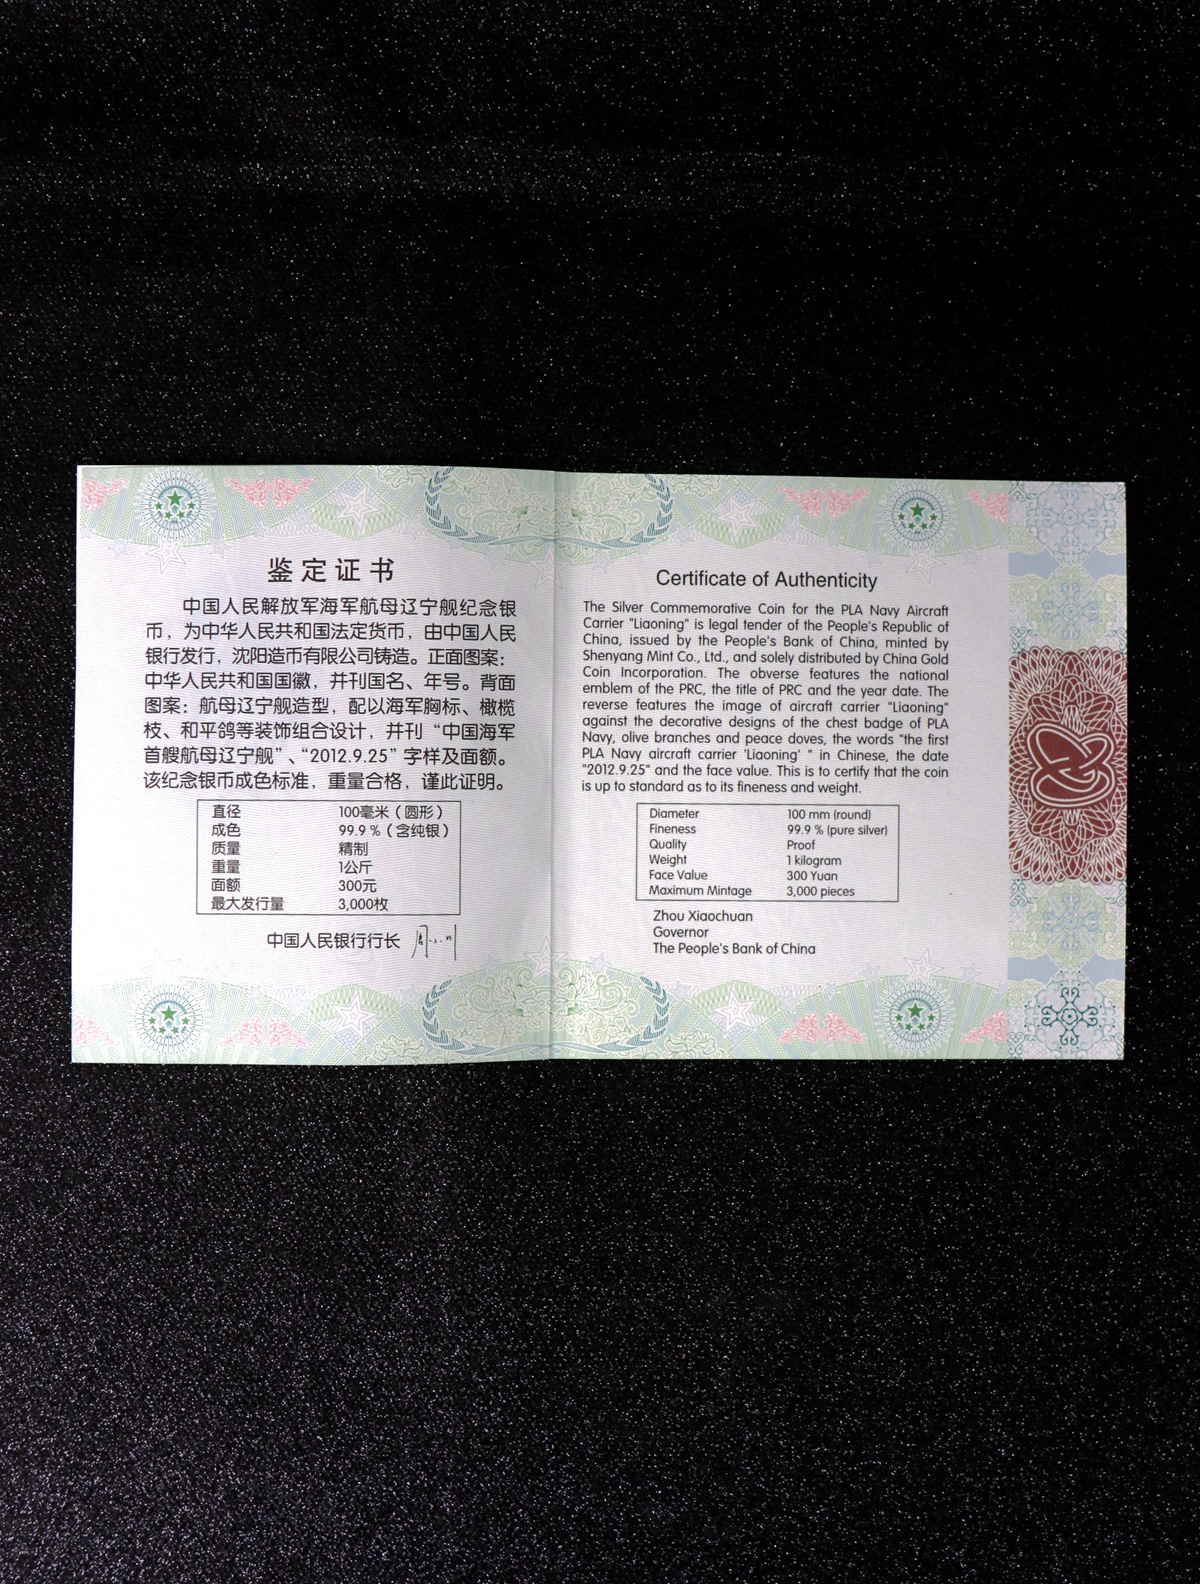 鉴定证书
中国人民解放军海军航母辽宁舰纪念银
币，为中华人民共和国法定货币，由中国人民
银行发行，沈阳造币有限公司铸造。正面图案：
中华人民共和国国徽，并刊国名、年号。背面
图案：航母辽宁舰造型，配以海军胸标、橄榄
枝、和平鸽等装饰组合设计，并刊“中国海军
首艘航母辽宁舰”、“2012.9.25”字样及面额。
该纪念银币成色标准，重量合格，谨此证明。
直径 100毫米（圆形）
成色 99.9％（含纯银）
质量 精制
重量 1公斤
面额 300元
最大发行量 3,000枚
中国人民银行行长
Certificate of Authenticity
The Silver Commemorative Coin for the PLA Navy Aircraft
Carrier "Liaoning" is legal tender of the People's Republic of
China, issued by the People's Bank of China, minted by
Shenyang Mint Co., Ltd., and solely distributed by China Gold
Coin Incorporation. The obverse features the national
emblem of the PRC, the title of PRC and the year date. The
reverse features the image of aircraft carrier "Liaoning"
against the decorative designs of the chest badge of PLA
Navy, olive branches and peace doves, the words "the first
PLA Navy aircraft carrier 'Liaoning' " in Chinese, the date
"2012.9.25" and the face value. This is to certify that the coin
is up to standard as to its fineness and weight.
Diameter 100 mm (round)
Fineness 99.9 % (pure silver)
Quality Proof
Weight 1 kilogram
Face Value 300 Yuan
Maximum Mintage 3,000 pieces
Zhou Xiaochuan
Governor
The People's Bank of China